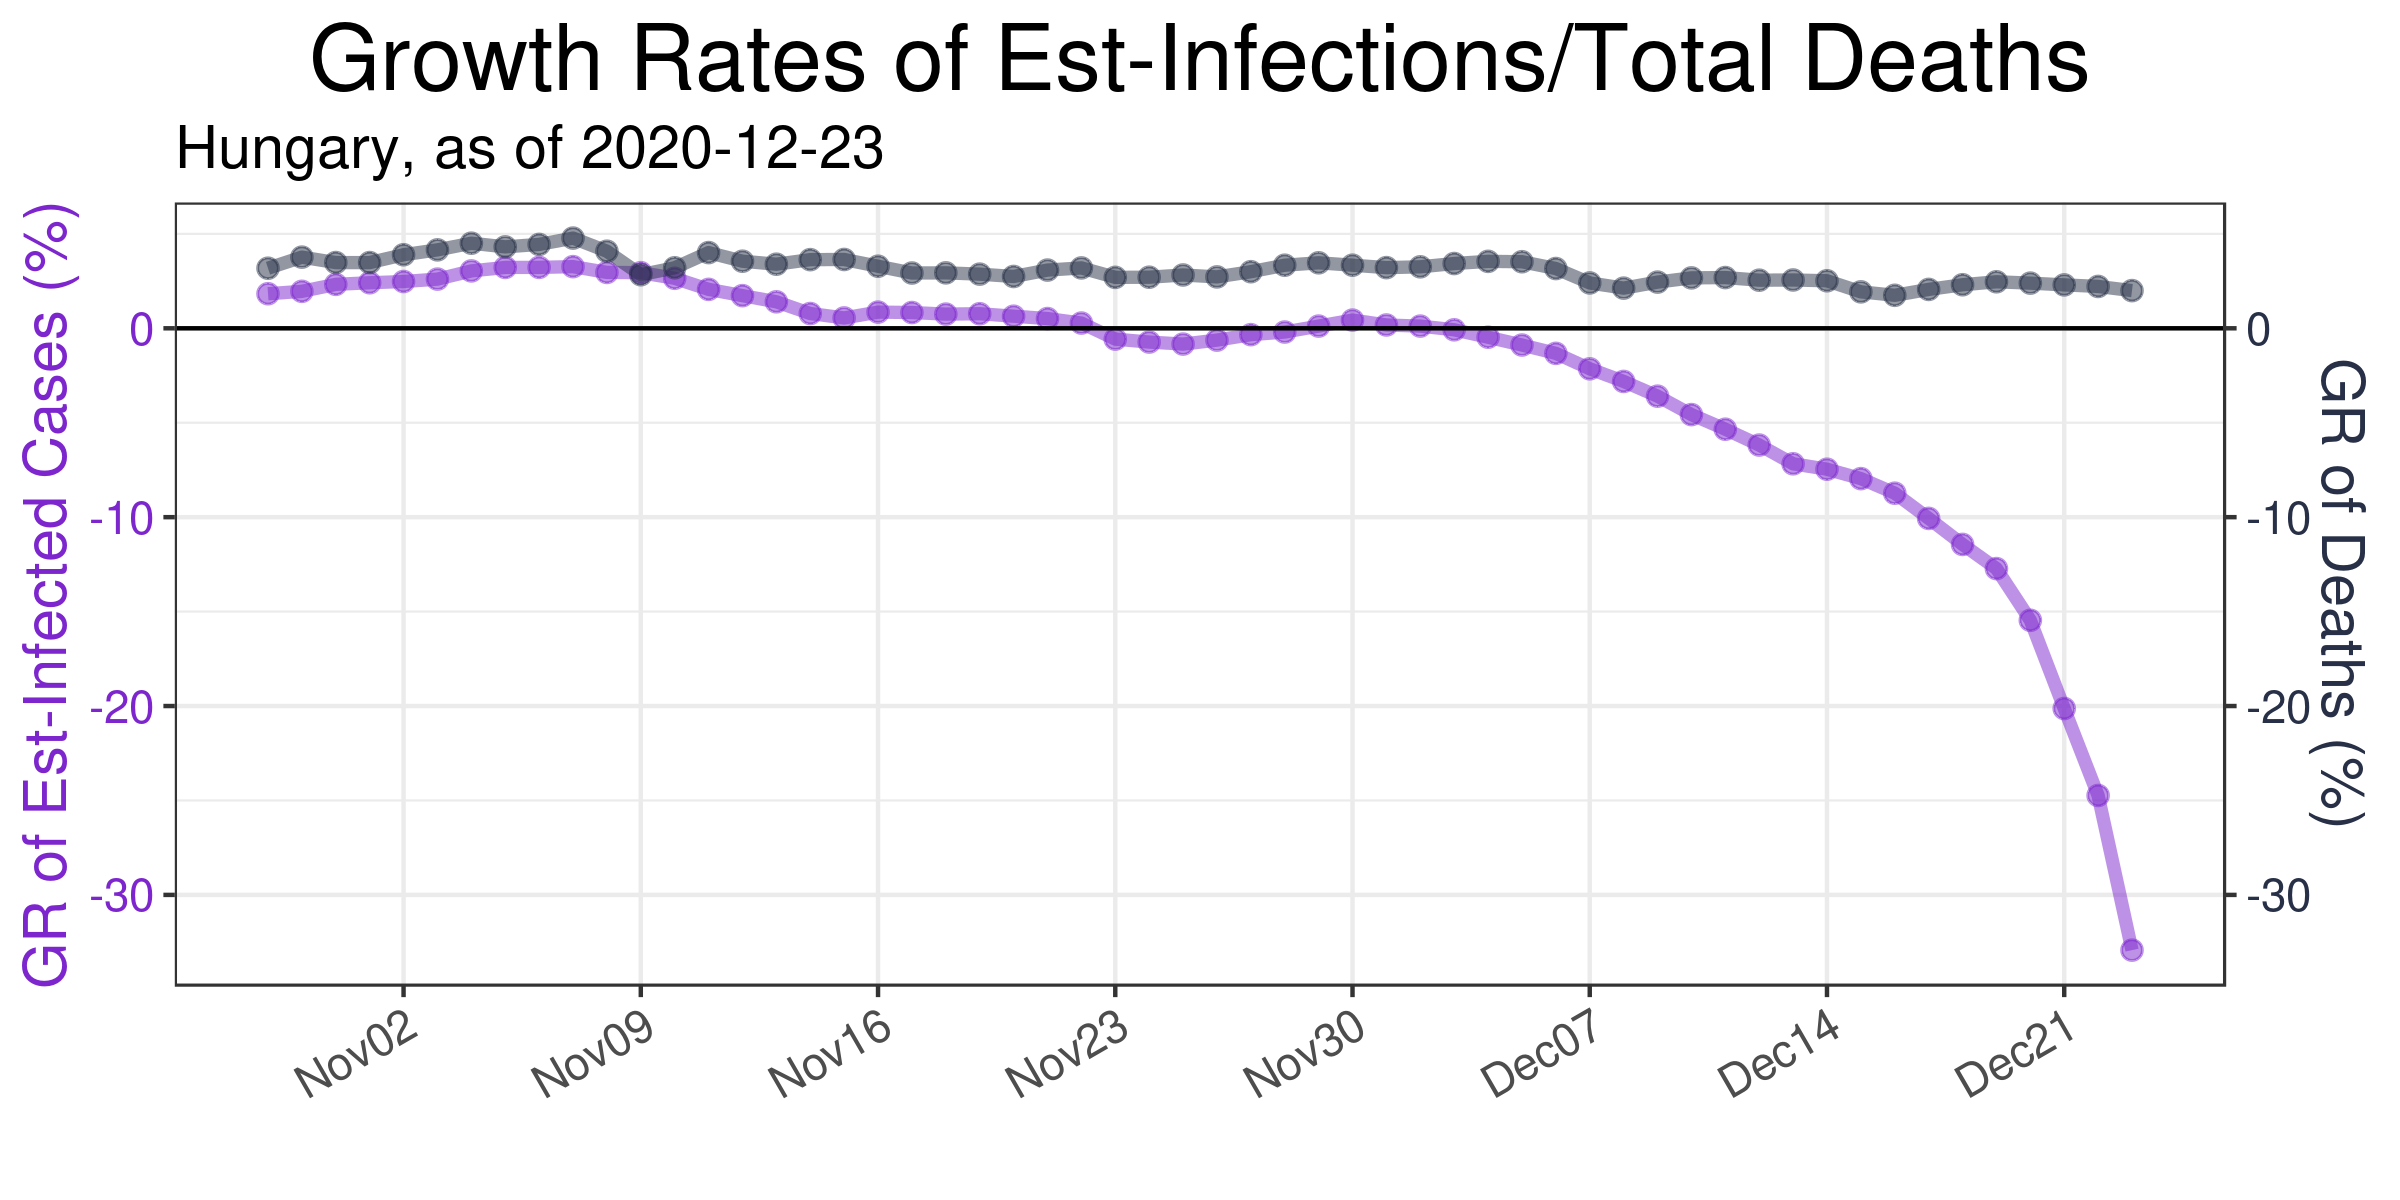 Growth Rates of Est-Infections/Total Deaths
Hungary, as of 2020-12-23
GR of Est-Infected Cases (%)
0
-10
-20
-30
0
-10
-20
-30
GR of Deaths (%)
Nov02
Nov09
Nov16
Nov23
Nov30
Dec07
Dec14
Dec21